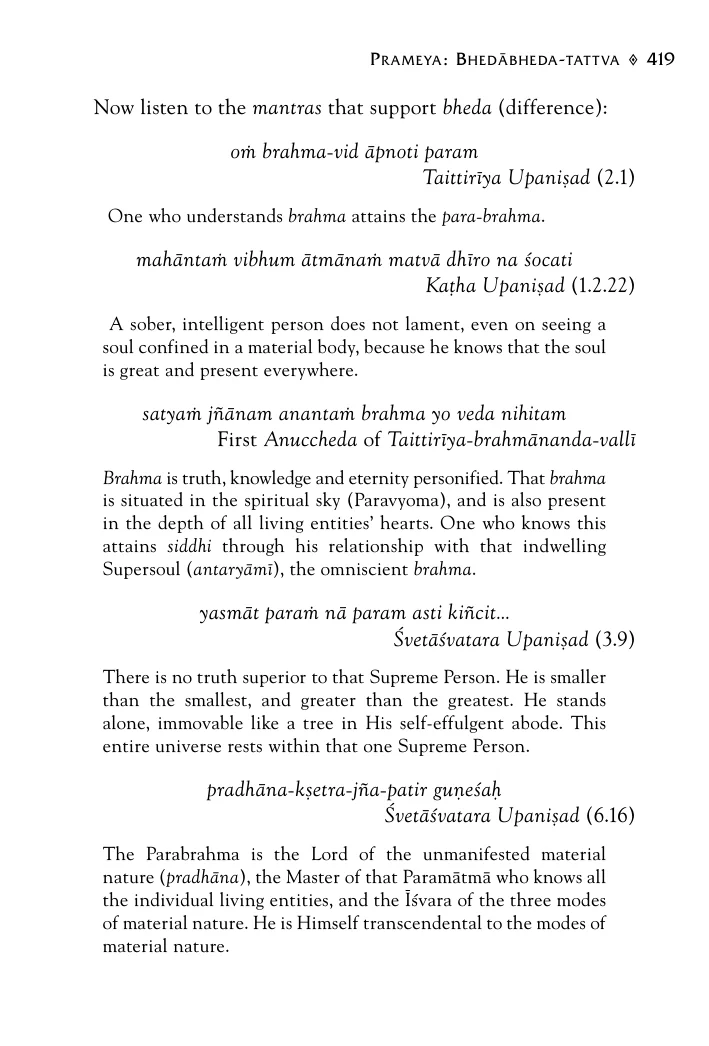 PRAMEYA: BHEDĀBHEDA-TATTVA ◊ 419
Now listen to the mantras that support bheda (difference):
oṁ brahma-vid āpnoti param
Taittirīya Upaniṣad (2.1)
One who understands brahma attains the para-brahma.
mahāntaṁ vibhum ātmānaṁ matvā dhīro na śocati
Kaṭha Upaniṣad (1.2.22)
A sober, intelligent person does not lament, even on seeing a
soul confined in a material body, because he knows that the soul
is great and present everywhere.
satyaṁ jñānam anantaṁ brahma yo veda nihitam
First Anuccheda of Taittirīya-brahmānanda-vallī
Brahma is truth, knowledge and eternity personified. That brahma
is situated in the spiritual sky (Paravyoma), and is also present
in the depth of all living entities’ hearts. One who knows this
attains siddhi through his relationship with that indwelling
Supersoul (antaryāmī), the omniscient brahma.
yasmāt paraṁ nā param asti kiñcit...
Śvetāśvatara Upaniṣad (3.9)
There is no truth superior to that Supreme Person. He is smaller
than the smallest, and greater than the greatest. He stands
alone, immovable like a tree in His self-effulgent abode. This
entire universe rests within that one Supreme Person.
pradhāna-kṣetra-jña-patir guṇeśaḥ
Śvetāśvatara Upaniṣad (6.16)
The Parabrahma is the Lord of the unmanifested material
nature (pradhāna), the Master of that Paramātmā who knows all
the individual living entities, and the Īśvara of the three modes
of material nature. He is Himself transcendental to the modes of
material nature.